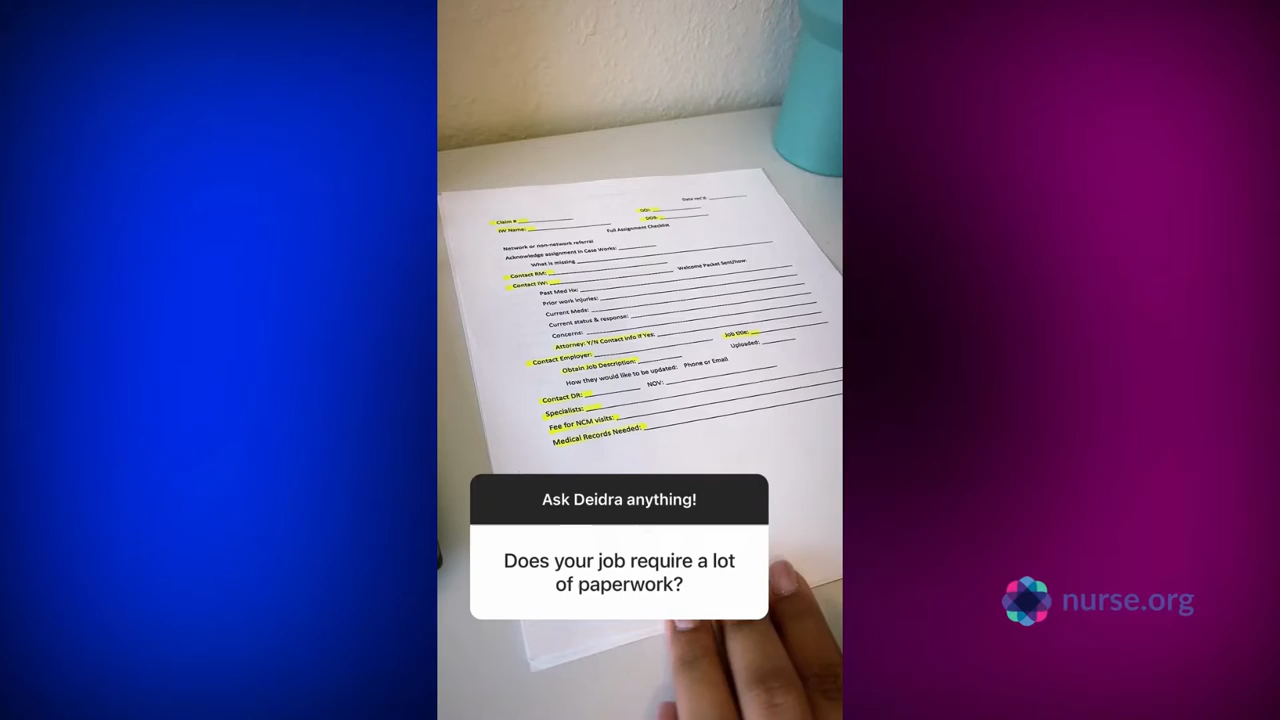 Date rec'd:
Claim #
DOI:
IW Name:
DOB:
Full Assignment Checklist
Network or non-network referral
Acknowledge assignment in Case Works:
What is missing
Contact RM:
Welcome Packet Sent/how:
Contact IW:
Past Med Hx:
Prior work injuries:
Current Meds:
Current status & response:
Concerns:
Attorney: Y/N Contact Info If Yes:
Job title:
Contact Employer:
Uploaded:
Obtain Job Description:
How they would like to be updated: Phone or Email
Contact DR:
NOV:
Specialists:
Fee for NCM visits:
Medical Records Needed:
Ask Deidra anything!
Does your job require a lot
of paperwork?
nurse.org